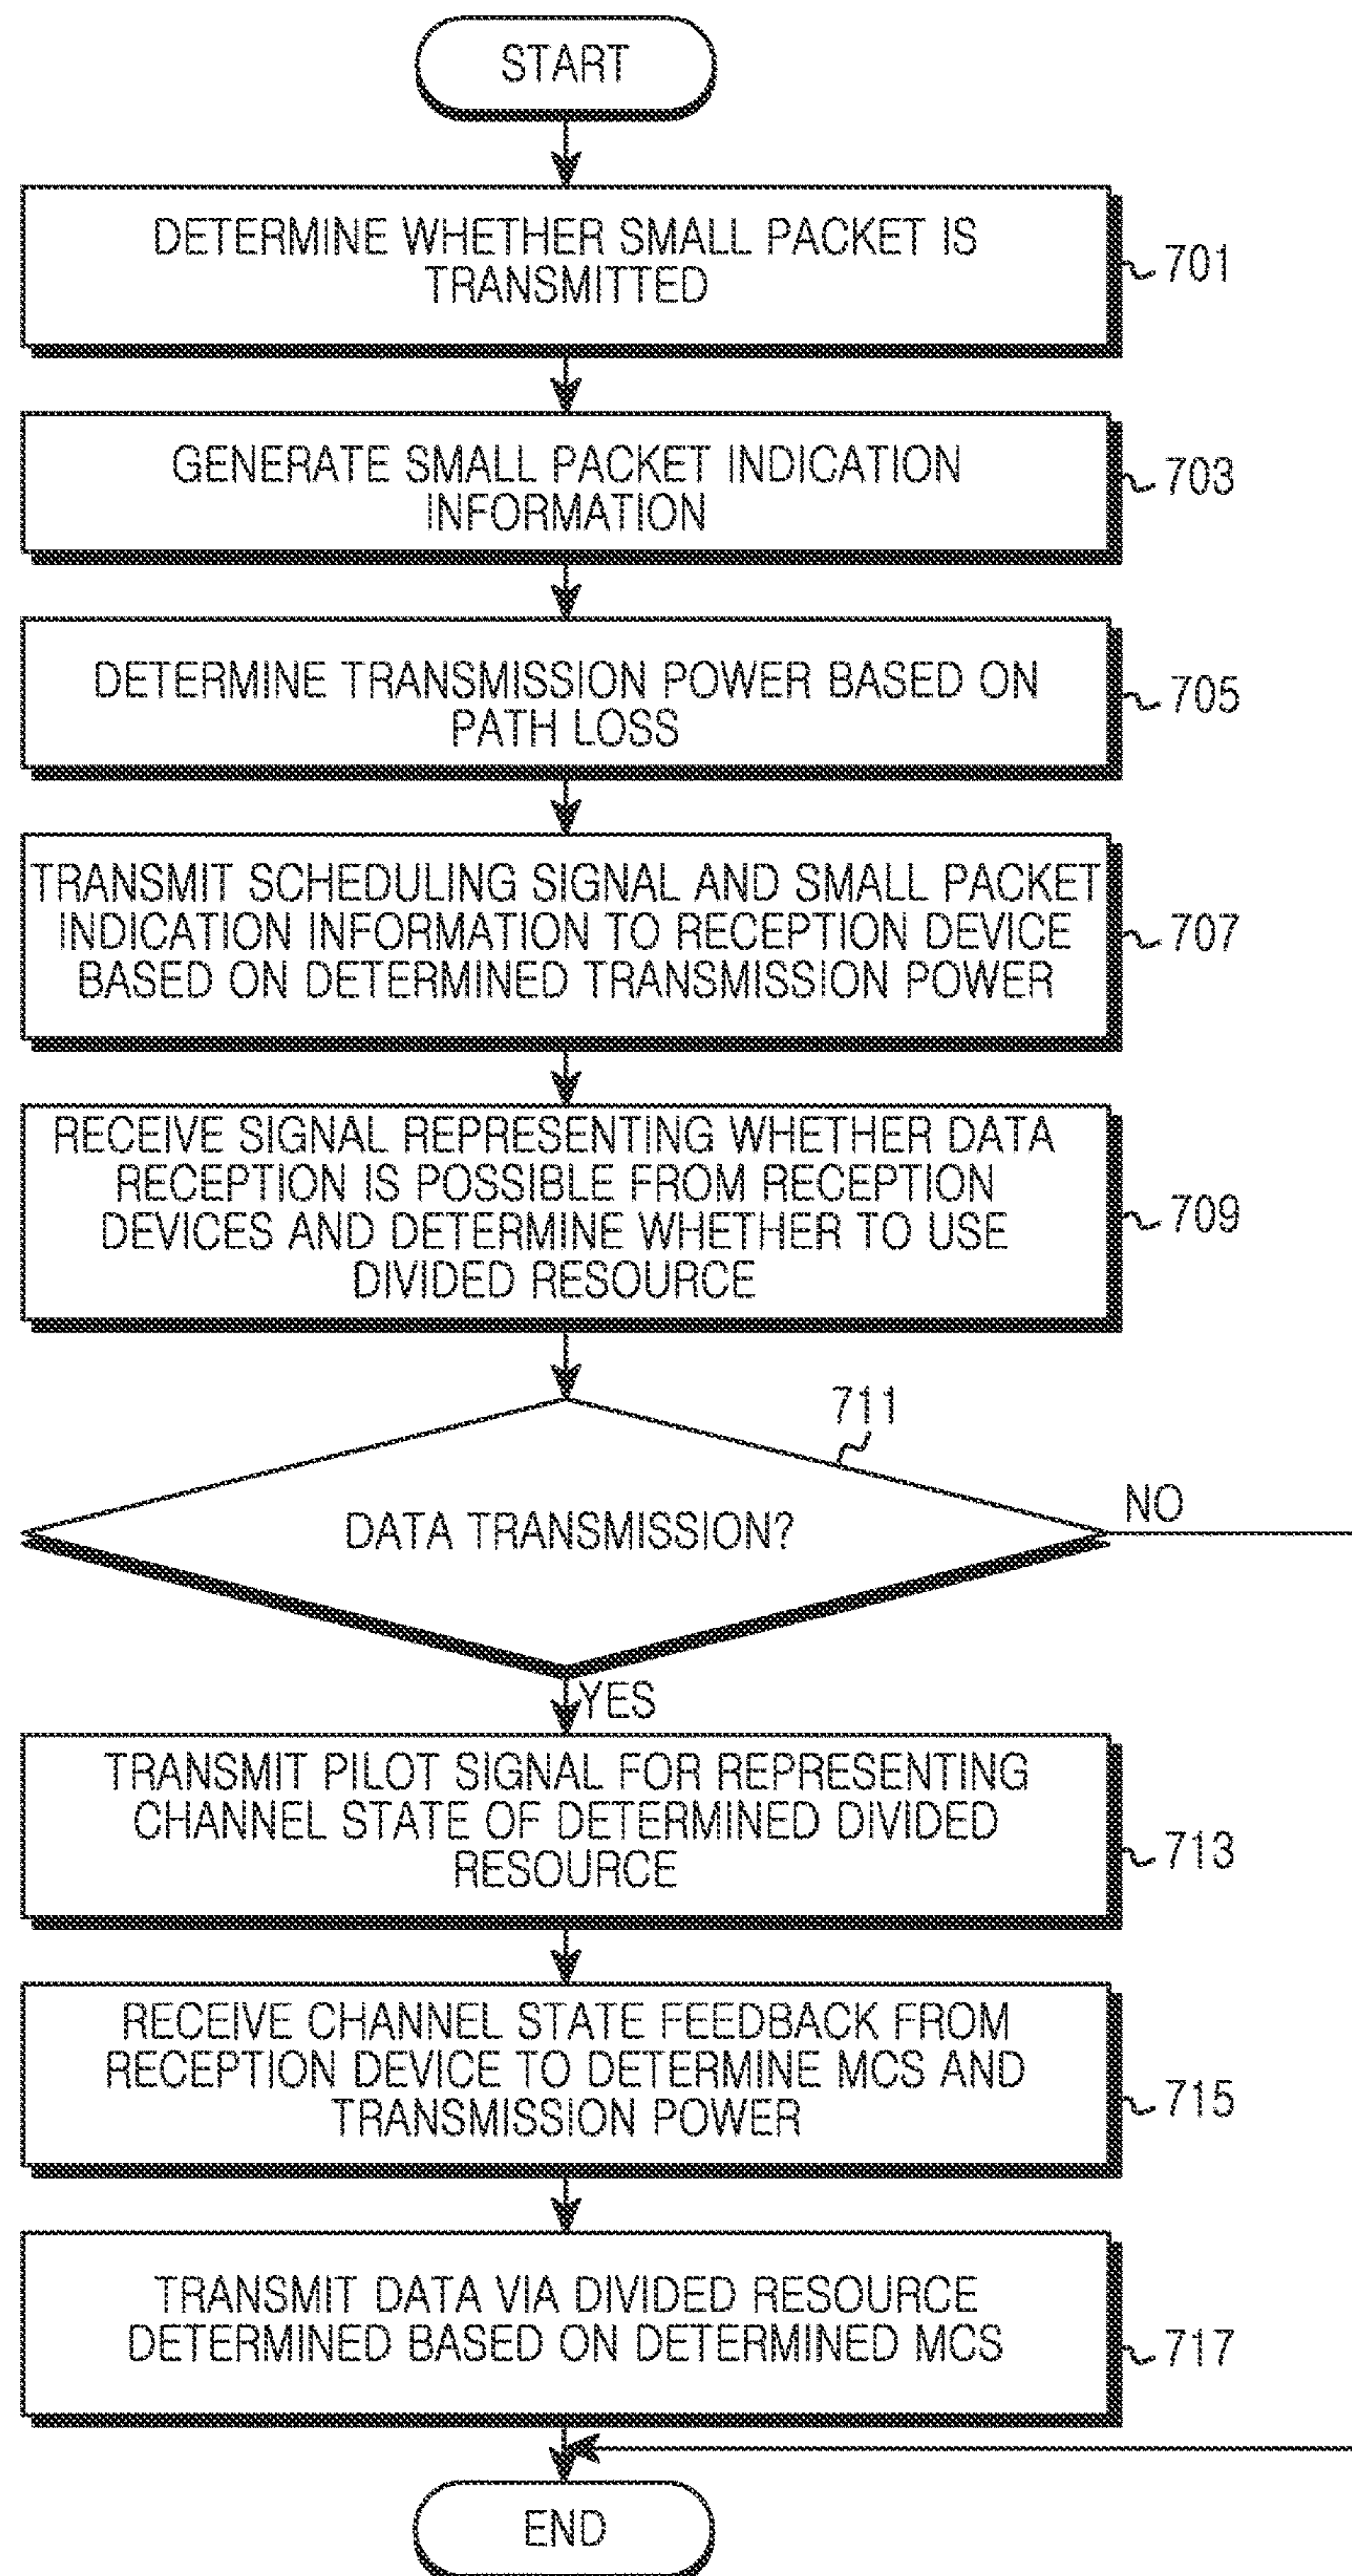 START
DETERMINE WHETHER SMALL PACKET IS
TRANSMITTED
701
GENERATE SMALL PACKET INDICATION
INFORMATION
703
DETERMINE TRANSMISSION POWER BASED ON
PATH LOSS
705
TRANSMIT SCHEDULING SIGNAL AND SMALL PACKET
INDICATION INFORMATION TO RECEPTION DEVICE
BASED ON DETERMINED TRANSMISSION POWER
707
RECEIVE SIGNAL REPRESENTING WHETHER DATA
RECEPTION IS POSSIBLE FROM RECEPTION
DEVICES AND DETERMINE WHETHER TO USE
DIVIDED RESOURCE
709
711
DATA TRANSMISSION?
NO
YES
TRANSMIT PILOT SIGNAL FOR REPRESENTING
CHANNEL STATE OF DETERMINED DIVIDED
RESOURCE
713
RECEIVE CHANNEL STATE FEEDBACK FROM
RECEPTION DEVICE TO DETERMINE MCS AND
TRANSMISSION POWER
715
TRANSMIT DATA VIA DIVIDED RESOURCE
DETERMINED BASED ON DETERMINED MCS
717
END